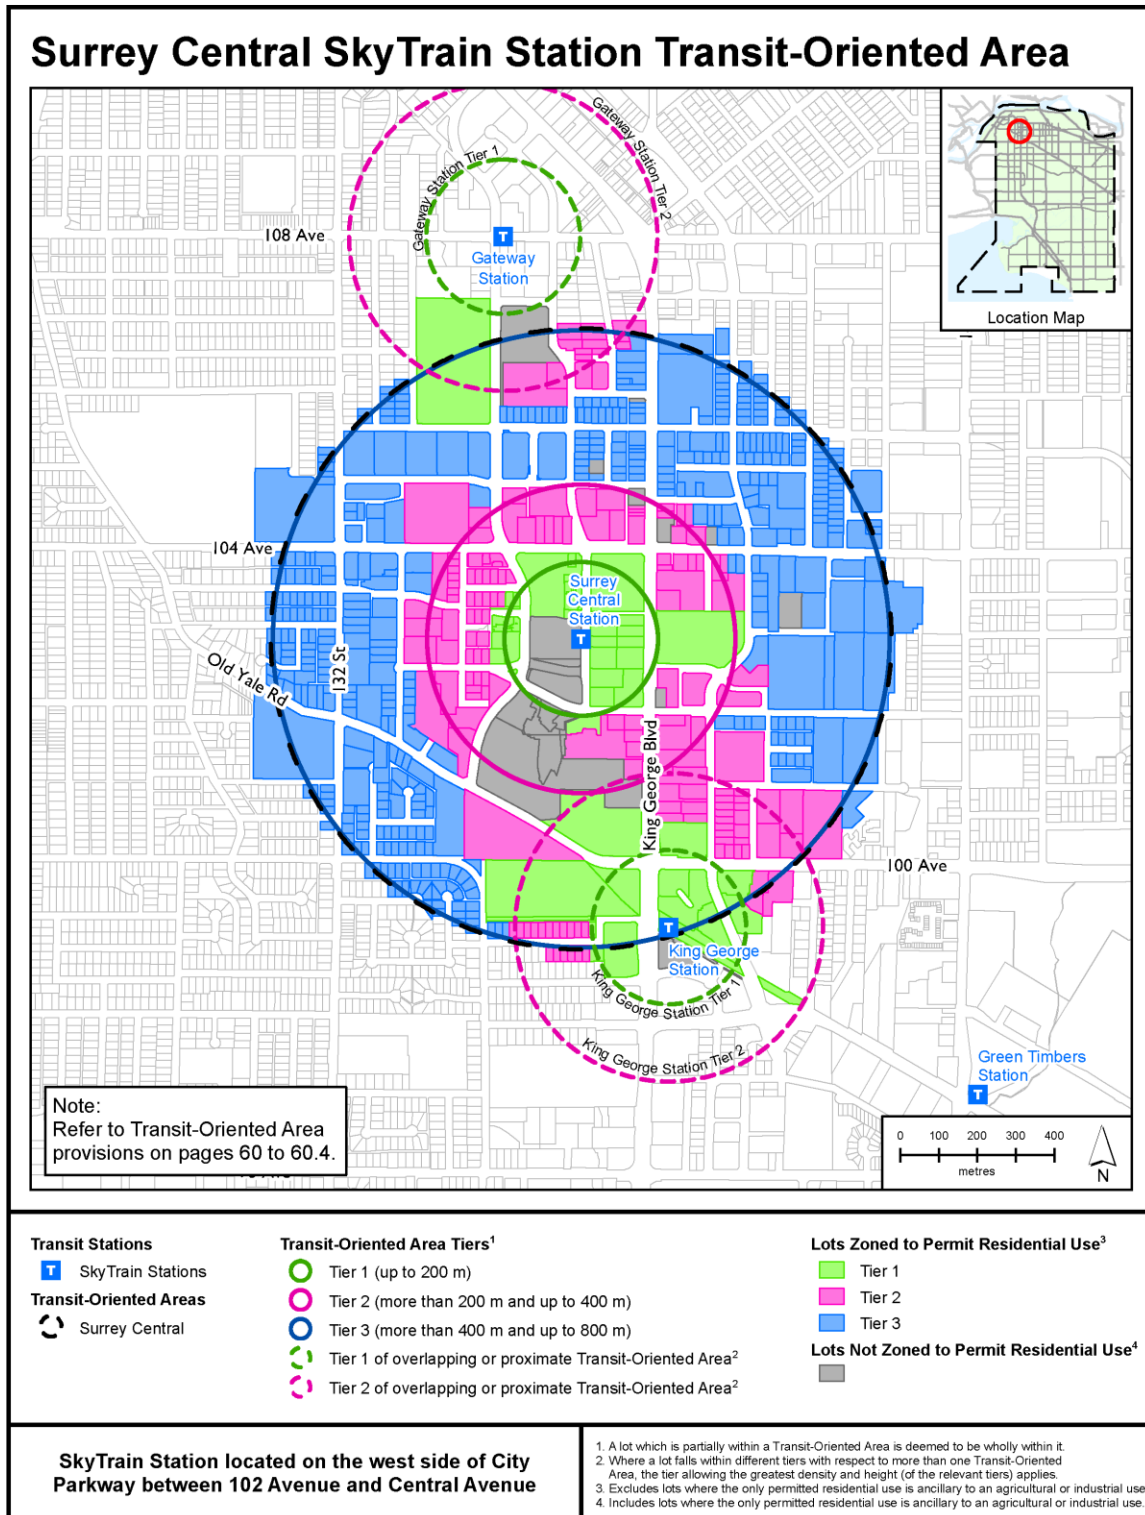 Surrey Central SkyTrain Station Transit-Oriented Area
Gateway Station Tier 1
Gateway Station Tier 2
108 Ave
T
Gateway
Station
Location Map
104 Ave
Surrey
Central
Station
T
132 St
Old Yale Rd
King George Blvd
100 Ave
T
King George
Station
King George Station Tier 1
King George Station Tier 2
Green Timbers
Station
T
Note:
Refer to Transit-Oriented Area
provisions on pages 60 to 60.4.
0 100 200 300 400
metres
N
Transit Stations
T SkyTrain Stations
Transit-Oriented Areas
Surrey Central
Transit-Oriented Area Tiers¹
Tier 1 (up to 200 m)
Tier 2 (more than 200 m and up to 400 m)
Tier 3 (more than 400 m and up to 800 m)
Tier 1 of overlapping or proximate Transit-Oriented Area²
Tier 2 of overlapping or proximate Transit-Oriented Area²
Lots Zoned to Permit Residential Use³
Tier 1
Tier 2
Tier 3
Lots Not Zoned to Permit Residential Use⁴
SkyTrain Station located on the west side of City
Parkway between 102 Avenue and Central Avenue
1. A lot which is partially within a Transit-Oriented Area is deemed to be wholly within it.
2. Where a lot falls within different tiers with respect to more than one Transit-Oriented
Area, the tier allowing the greatest density and height (of the relevant tiers) applies.
3. Excludes lots where the only permitted residential use is ancillary to an agricultural or industrial use
4. Includes lots where the only permitted residential use is ancillary to an agricultural or industrial use.